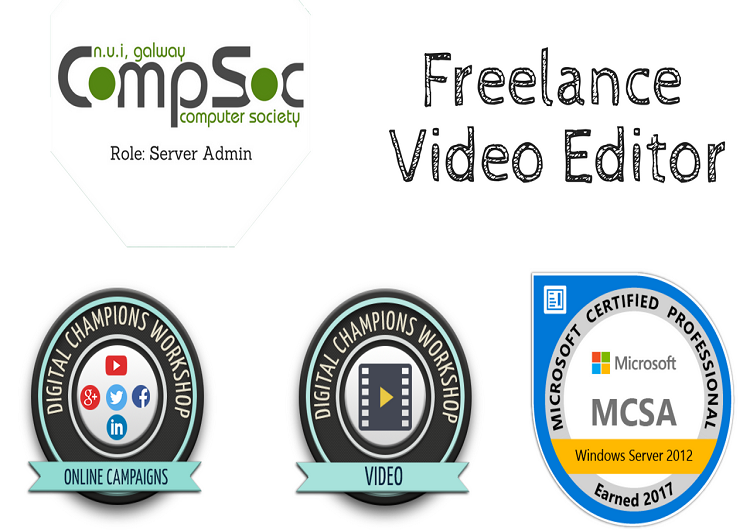 n.u.i, galway
CompSoc
computer society
Role: Server Admin
Freelance
Video Editor
DIGITAL CHAMPIONS WORKSHOP
g+
f
in
ONLINE CAMPAIGNS
DIGITAL CHAMPIONS WORKSHOP
VIDEO
MICROSOFT CERTIFIED PROFESSIONAL
Microsoft
MCSA
Windows Server 2012
Earned 2017